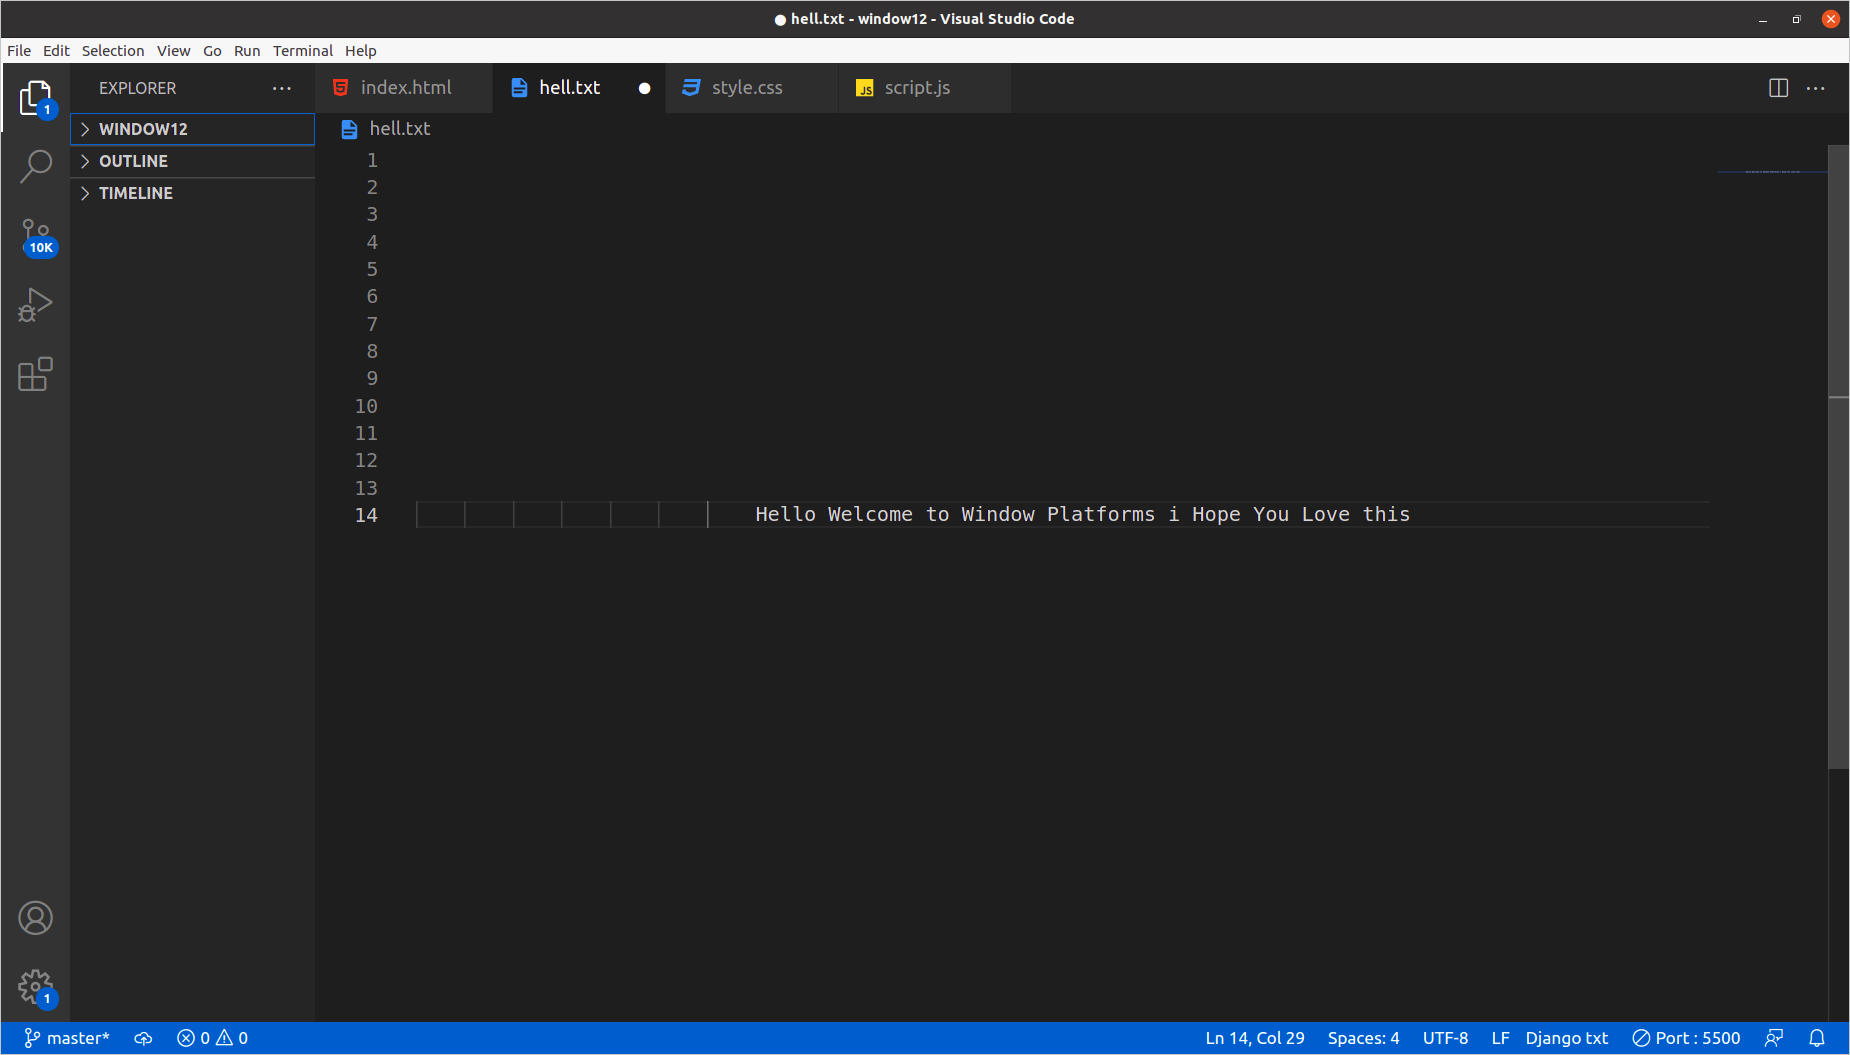 ● hell.txt - window12 - Visual Studio Code
File Edit Selection View Go Run Terminal Help
EXPLORER ··· index.html hell.txt ● style.css JS script.js ···
1
WINDOW12
hell.txt
OUTLINE
TIMELINE
10K
1
2
3
4
5
6
7
8
9
10
11
12
13
14 Hello Welcome to Window Platforms i Hope You Love this
1
master* 0 0 Ln 14, Col 29 Spaces: 4 UTF-8 LF Django txt Port : 5500